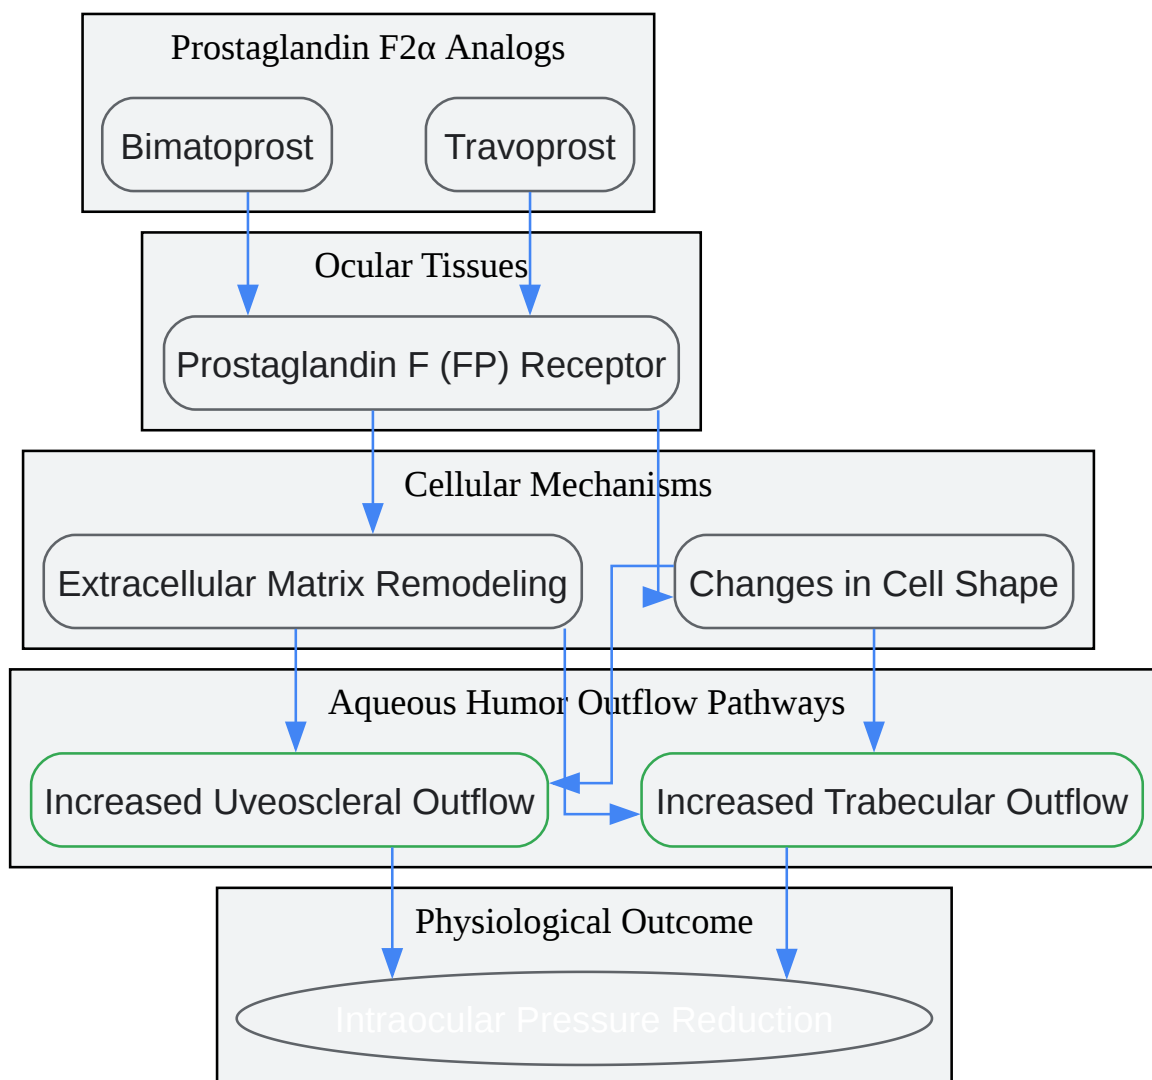 Prostaglandin F2α Analogs
Bimatoprost
Travoprost
Ocular Tissues
Prostaglandin F (FP) Receptor
Cellular Mechanisms
Extracellular Matrix Remodeling
Changes in Cell Shape
Aqueous Humor Outflow Pathways
Increased Uveoscleral Outflow
Increased Trabecular Outflow
Physiological Outcome
Intraocular Pressure Reduction